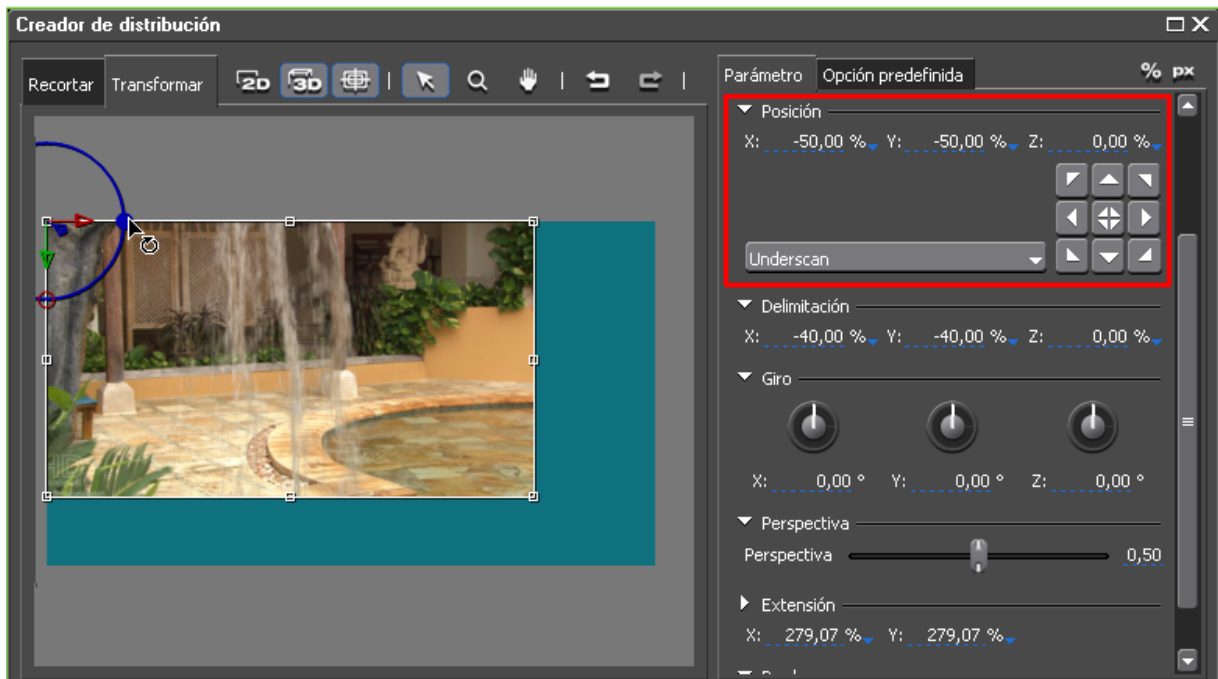 Creador de distribución
Recortar Transformar 2D 3D
Parámetro Opción predefinida % px
Posición
X: -50,00 % Y: -50,00 % Z: 0,00 %
Underscan
Delimitación
X: -40,00 % Y: -40,00 % Z: 0,00 %
Giro
X: 0,00 ° Y: 0,00 ° Z: 0,00 °
Perspectiva
Perspectiva 0,50
Extensión
X: 279,07 % Y: 279,07 %